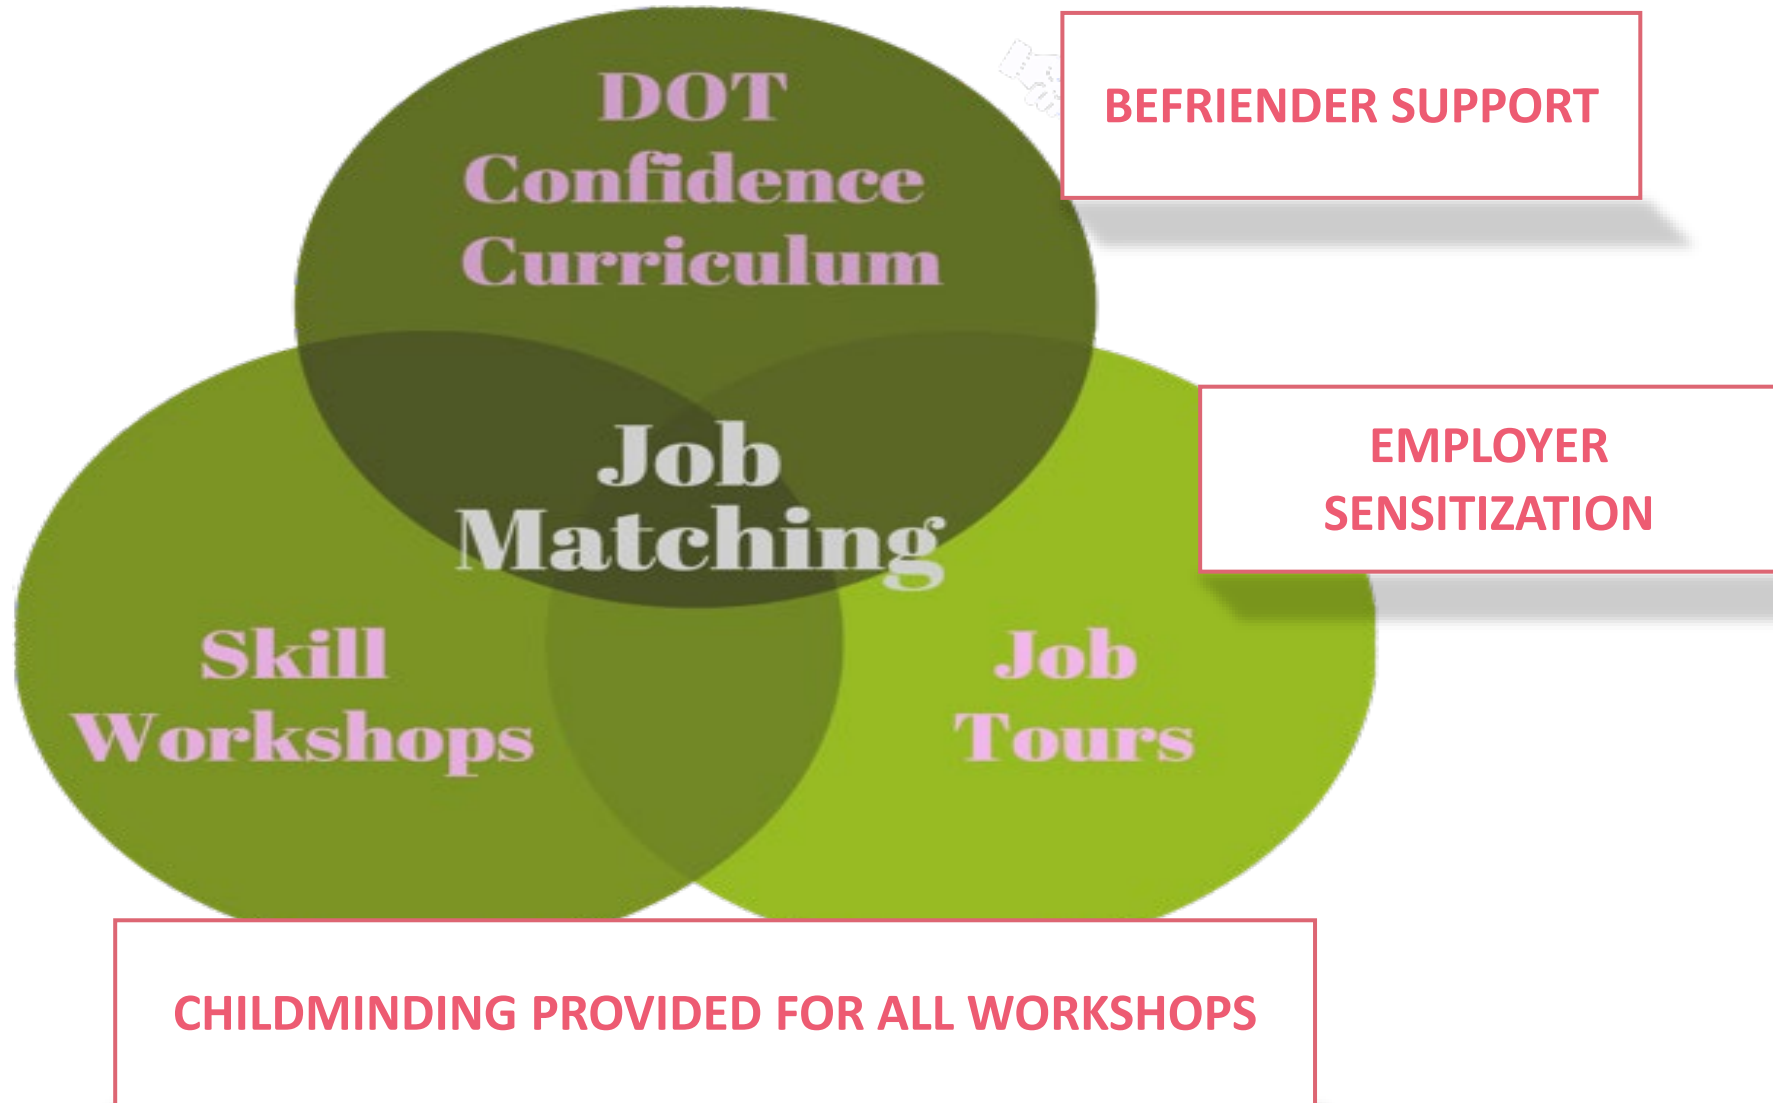 DOT
Confidence
Curriculum
BEFRIENDER SUPPORT
Job
Matching
EMPLOYER
SENSITIZATION
Skill
Workshops
Job
Tours
CHILDMINDING PROVIDED FOR ALL WORKSHOPS